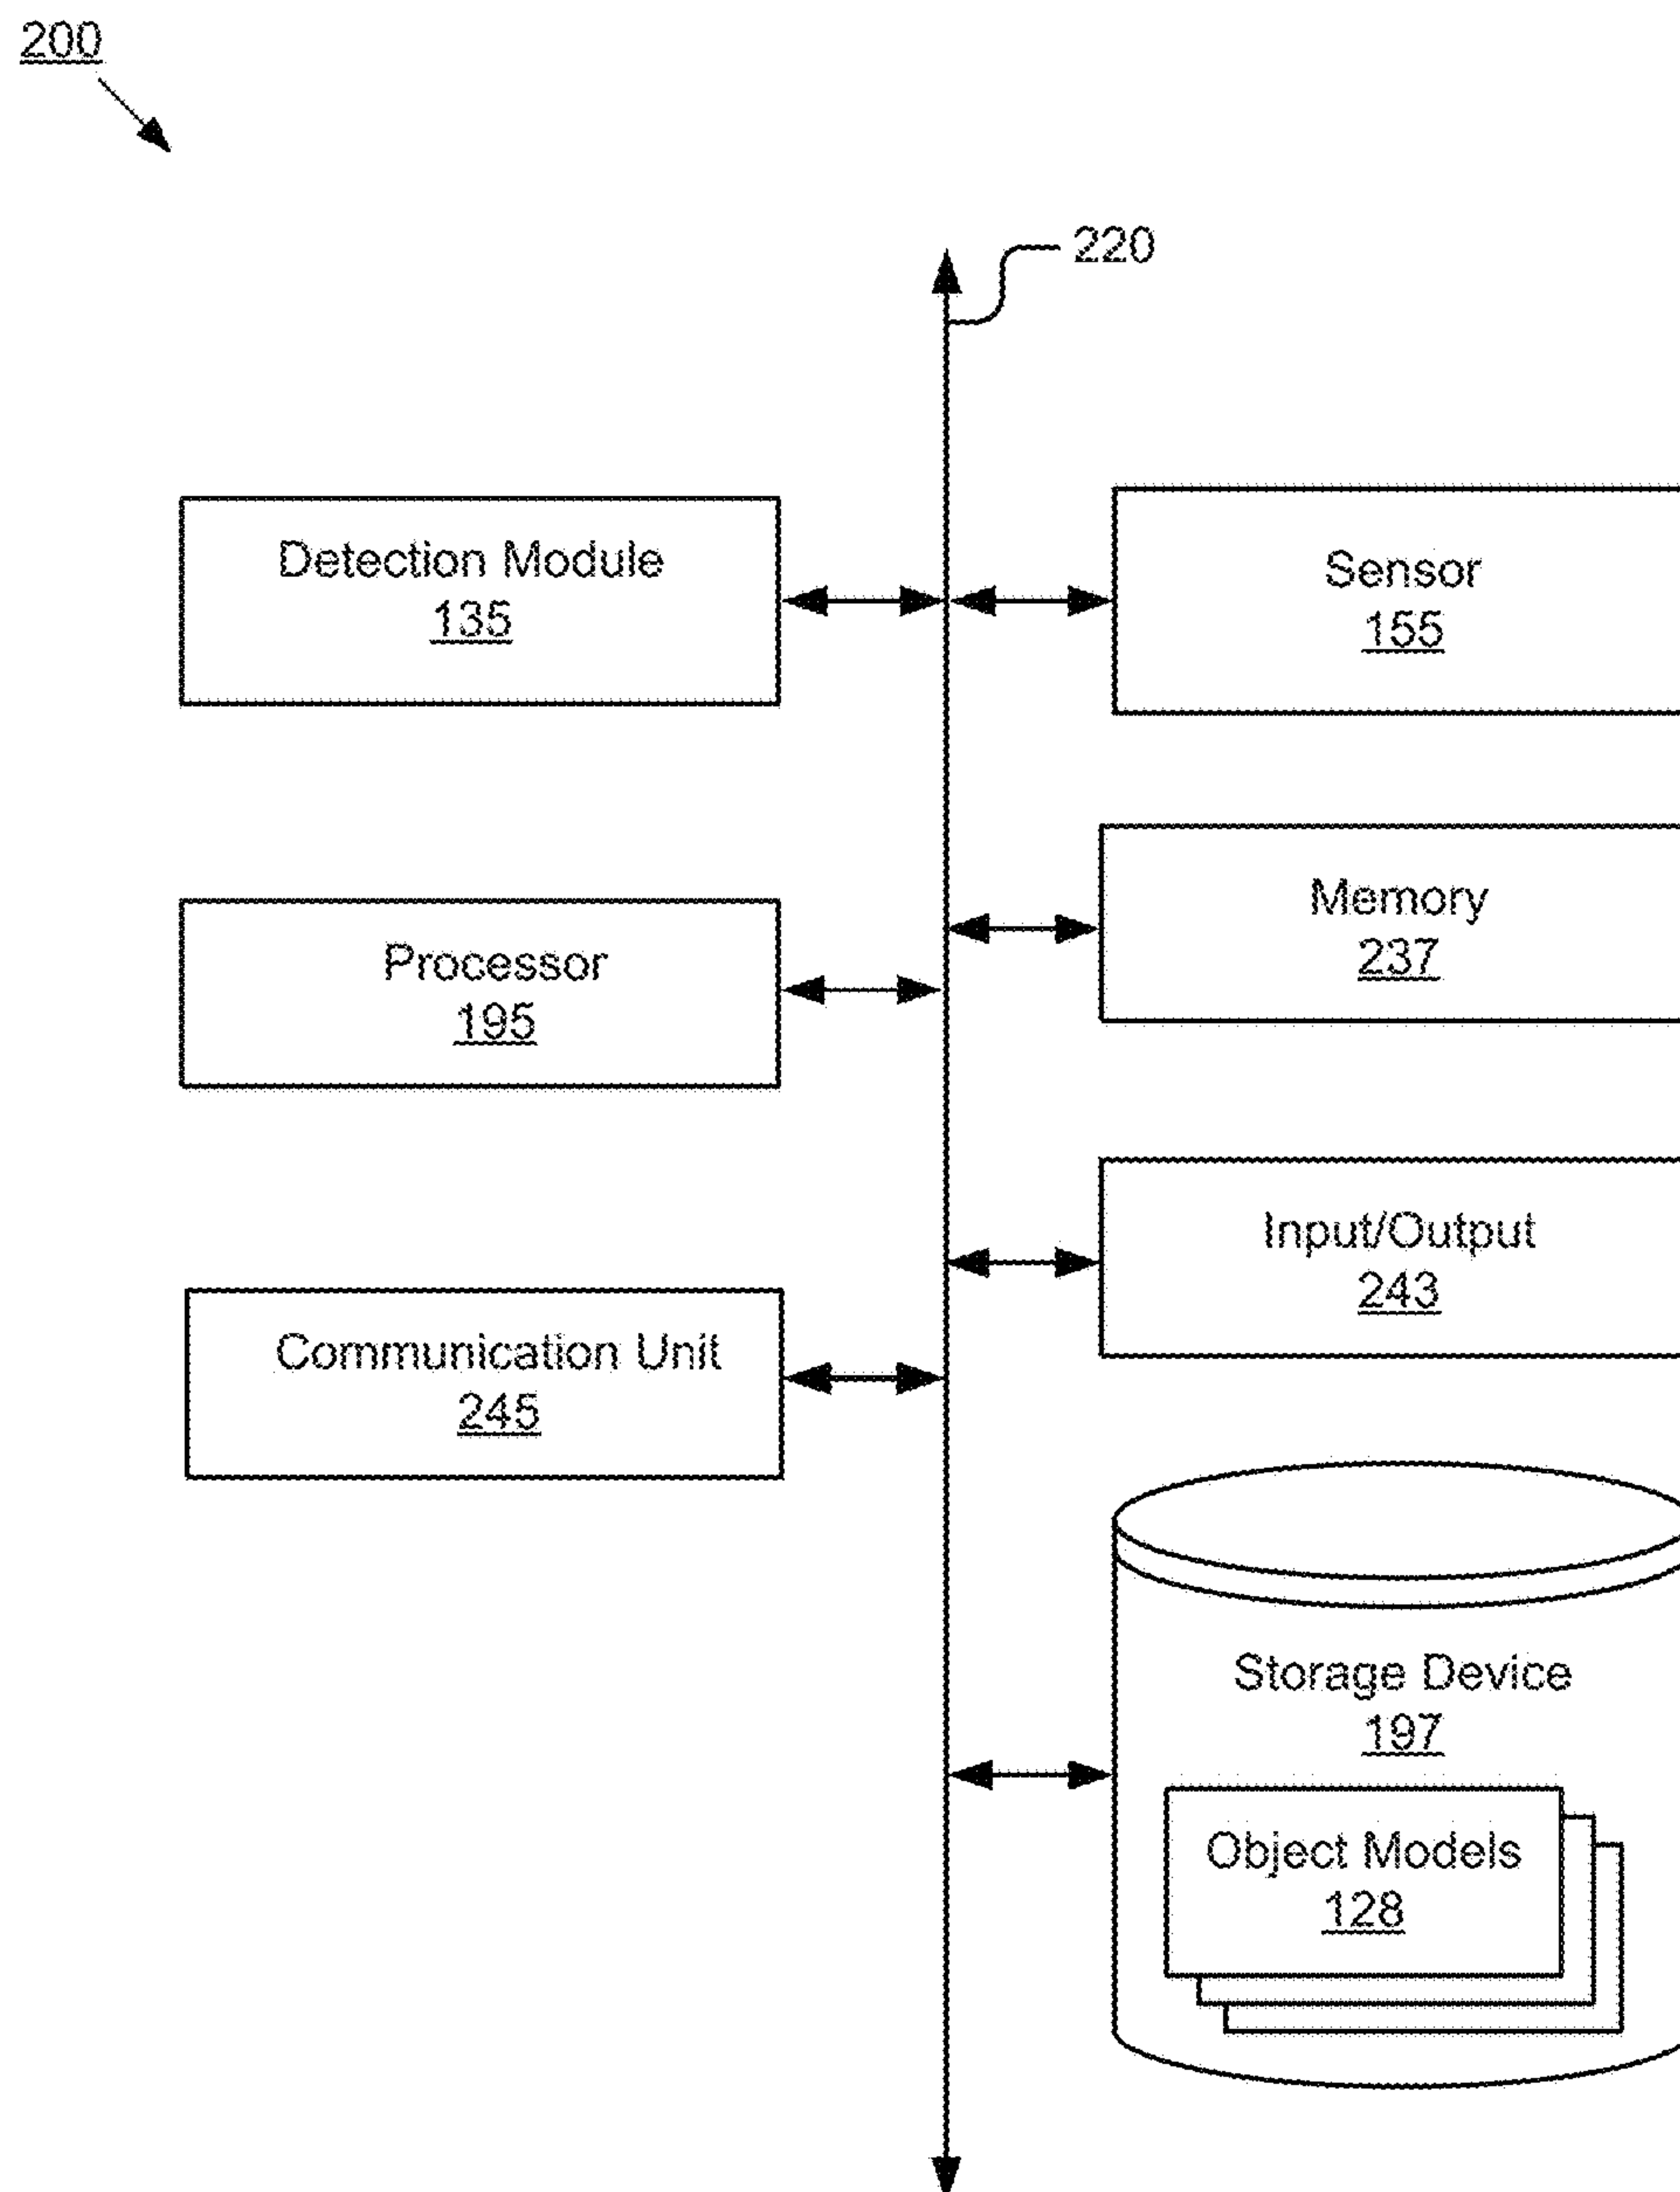 200
220
Detection Module
135
Sensor
155
Memory
237
Processor
195
Input/Output
243
Communication Unit
245
Storage Device
197
Object Models
128